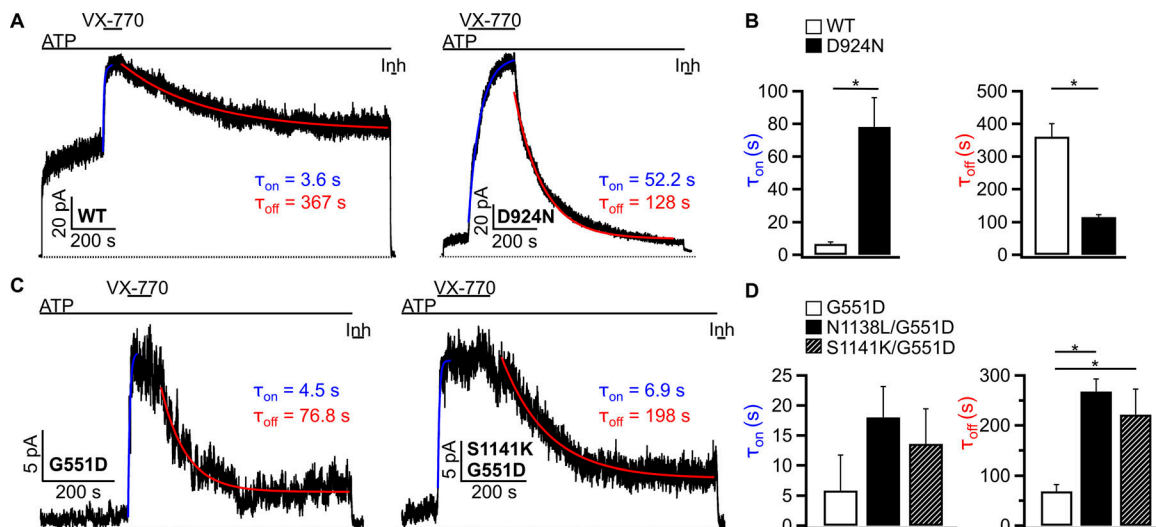 A
VX-770
ATP
Inh
τon = 3.6 s
τoff = 367 s
20 pA
WT
200 s
VX-770
ATP
Inh
τon = 52.2 s
τoff = 128 s
20 pA
D924N
200 s
B
WT
D924N
*
100
80
60
40
20
0
τon (s)
*
500
400
300
200
100
0
τoff (s)
C
VX-770
ATP
Inh
τon = 4.5 s
τoff = 76.8 s
5 pA
G551D
200 s
VX-770
ATP
Inh
τon = 6.9 s
τoff = 198 s
5 pA
S1141K
G551D
200 s
D
G551D
N1138L/G551D
S1141K/G551D
25
20
15
10
5
0
τon (s)
*
*
300
200
100
0
τoff (s)